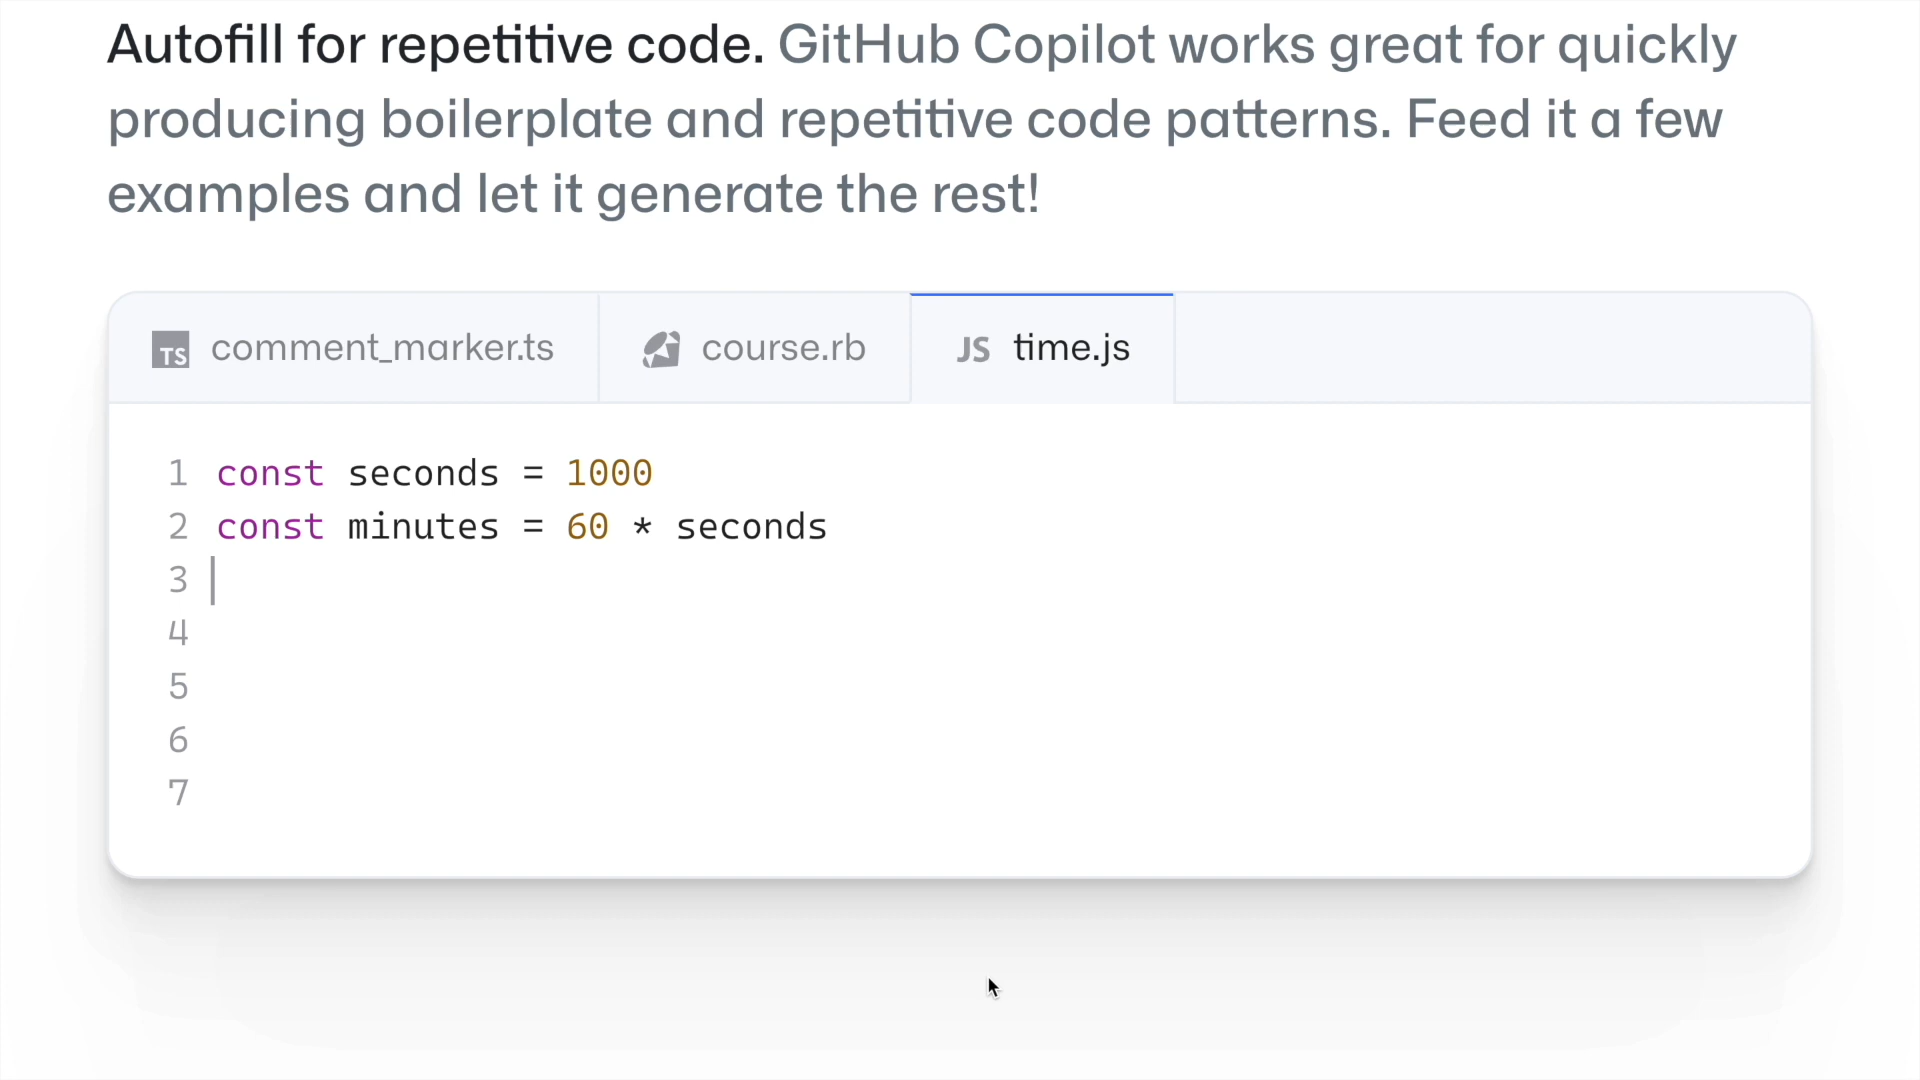 Autofill for repetitive code. GitHub Copilot works great for quickly
producing boilerplate and repetitive code patterns. Feed it a few
examples and let it generate the rest!
TS comment_marker.ts course.rb JS time.js
1 const seconds = 1000
2 const minutes = 60 * seconds
3
4
5
6
7